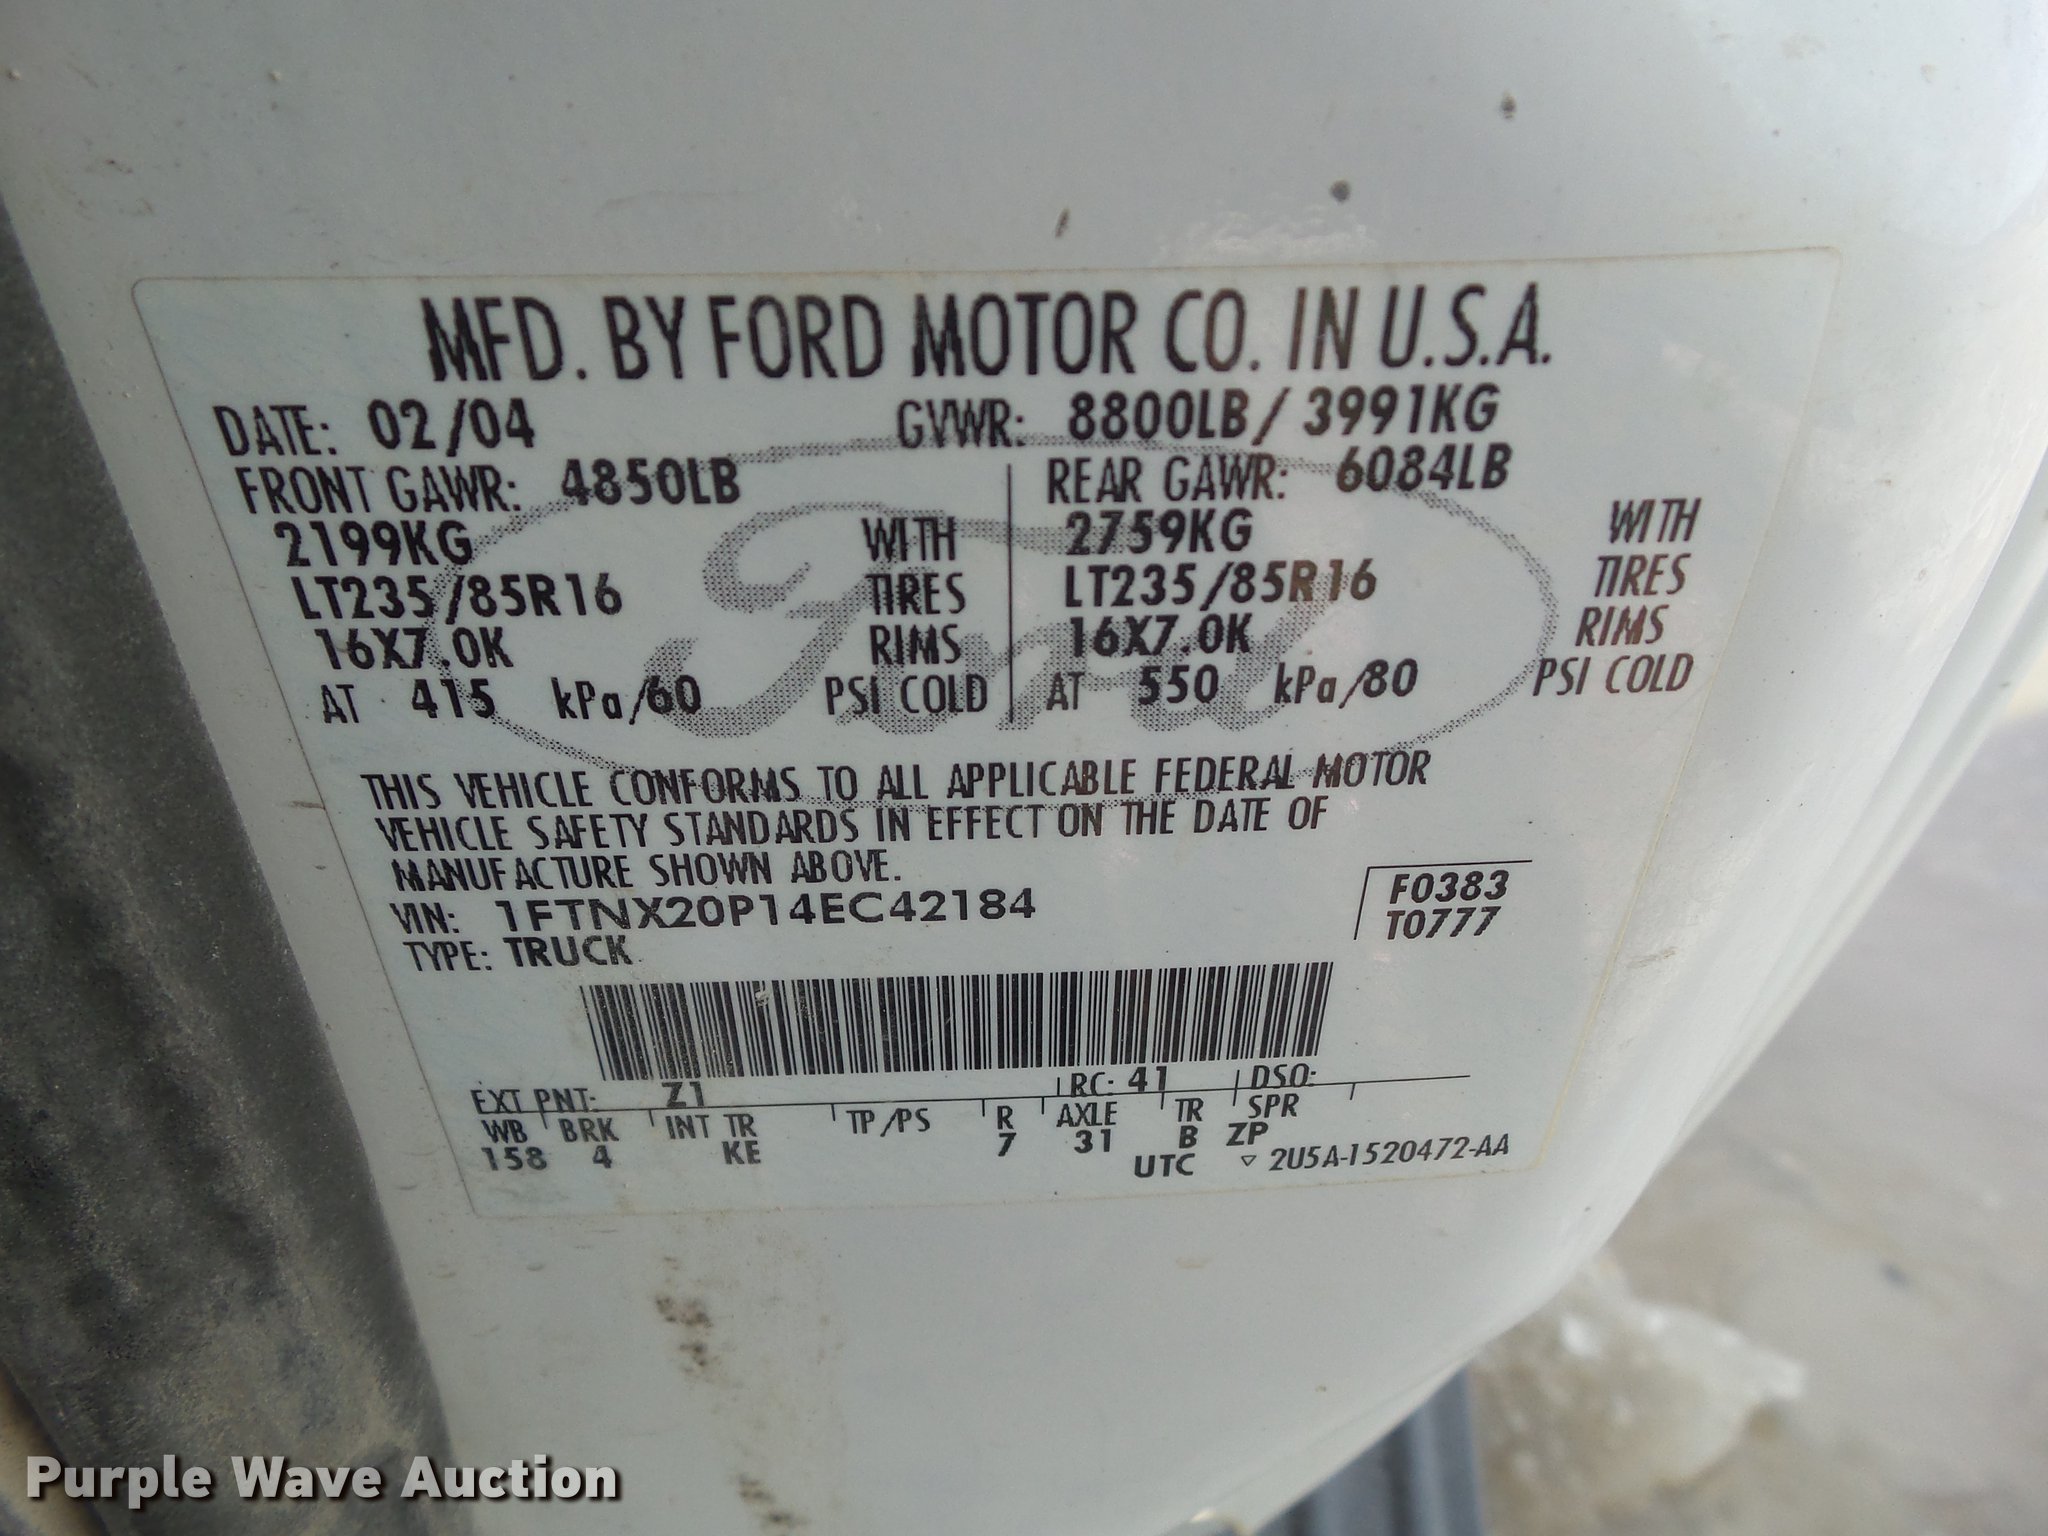 MFD. BY FORD MOTOR CO. IN U.S.A.
DATE: 02/04 GVWR: 8800LB/ 3991KG
FRONT GAWR: 4850LB REAR GAWR: 6084LB
2199KG WITH 2759KG WITH
LT235/85R16 TIRES LT235/85R16 TIRES
16X7.0K RIMS 16X7.0K RIMS
AT 415 kPa/60 PSI COLD AT 550 kPa/80 PSI COLD
Ford
THIS VEHICLE CONFORMS TO ALL APPLICABLE FEDERAL MOTOR
VEHICLE SAFETY STANDARDS IN EFFECT ON THE DATE OF
MANUFACTURE SHOWN ABOVE.
VIN: 1FTNX20P14EC42184
TYPE: TRUCK
F0383
T0777
EXT PNT: Z1 RC: 41 DSO:
WB BRK INT TR TP/PS R AXLE TR SPR
158 4 KE 7 31 B ZP
UTC ▽ 2U5A-1520472-AA
Purple Wave Auction